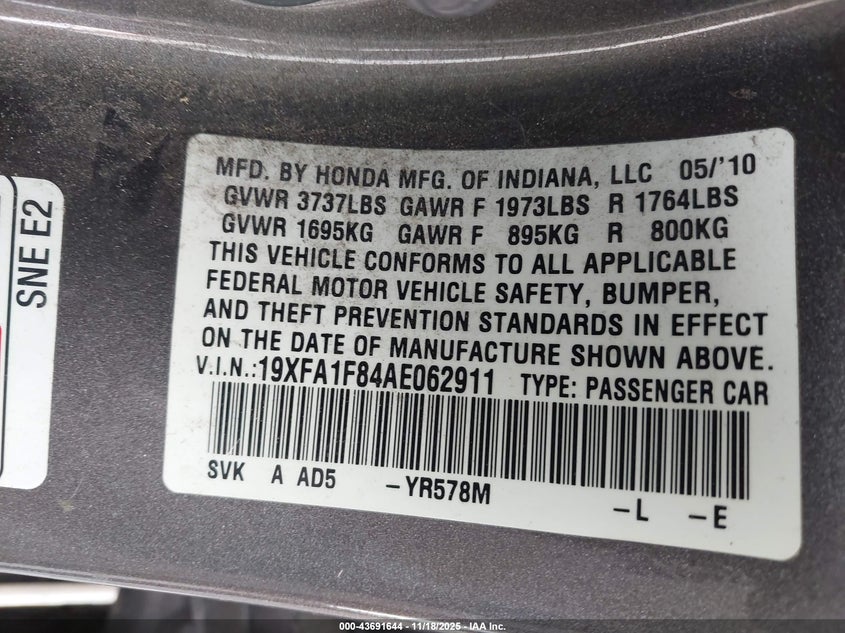 SNE E2
MFD. BY HONDA MFG. OF INDIANA, LLC 05/'10
GVWR 3737LBS GAWR F 1973LBS R 1764LBS
GVWR 1695KG GAWR F 895KG R 800KG
THIS VEHICLE CONFORMS TO ALL APPLICABLE
FEDERAL MOTOR VEHICLE SAFETY, BUMPER,
AND THEFT PREVENTION STANDARDS IN EFFECT
ON THE DATE OF MANUFACTURE SHOWN ABOVE.
V.I.N.:19XFA1F84AE062911 TYPE: PASSENGER CAR
SVK A AD5 -YR578M -L -E
000-43691644 - 11/18/2025 - IAA Inc.